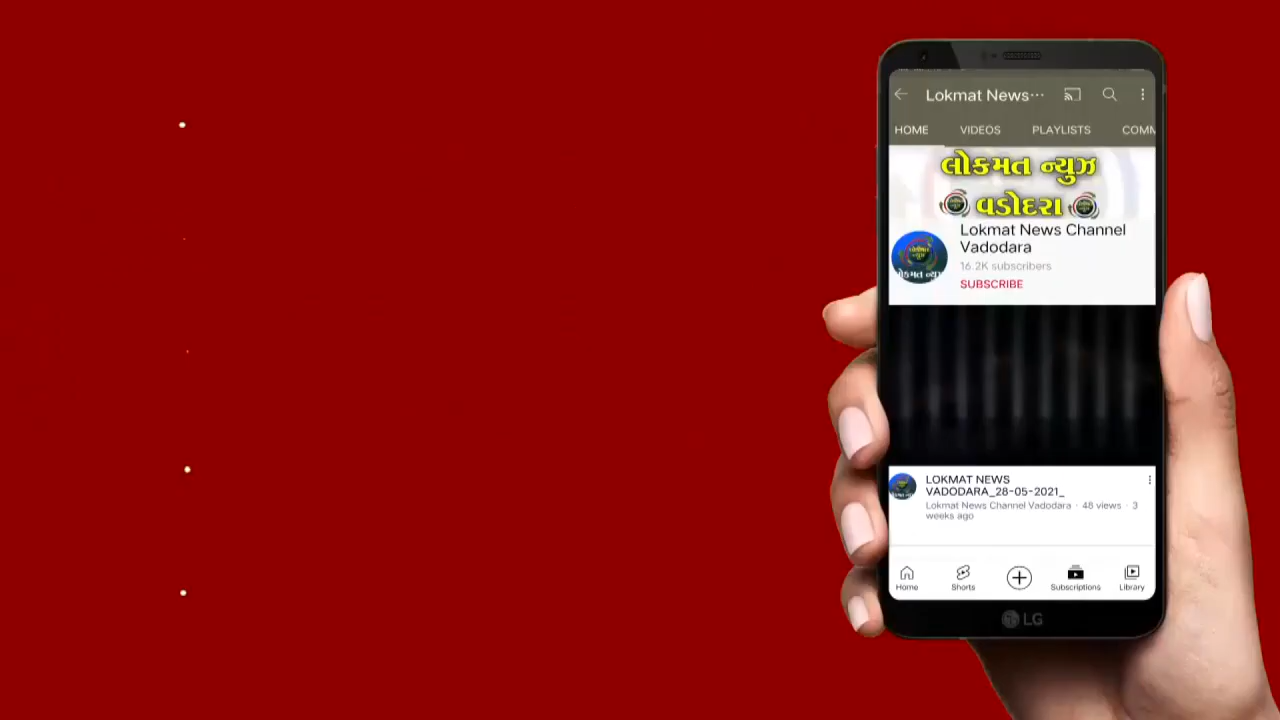 Lokmat News...
HOME VIDEOS PLAYLISTS COMM
લોકમત ન્યુઝ
વડોદરા
Lokmat News Channel
Vadodara
16.2K subscribers
SUBSCRIBE
LOKMAT NEWS
VADODARA_28-05-2021_
Lokmat News Channel Vadodara · 48 views · 3
weeks ago
Home Shorts Subscriptions Library
LG